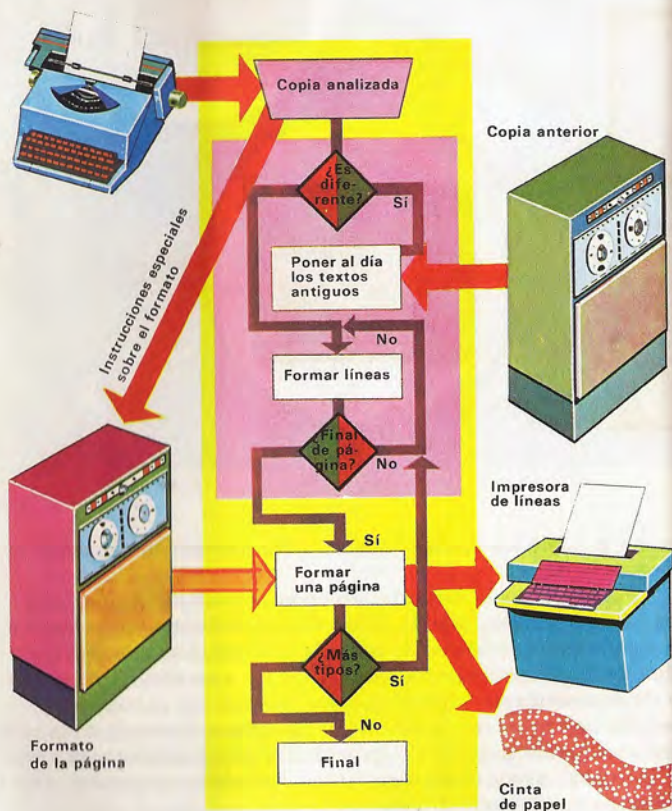 Copia analizada
Copia anterior
¿Es
dife-
rente?
Sí
Poner al día
los textos
antiguos
Instrucciones especiales
sobre el formato
No
Formar líneas
¿Final
de pá-
gina?
No
Impresora
de líneas
Sí
Formar
una página
¿Más
tipos?
Sí
No
Final
Formato
de la página
Cinta
de papel